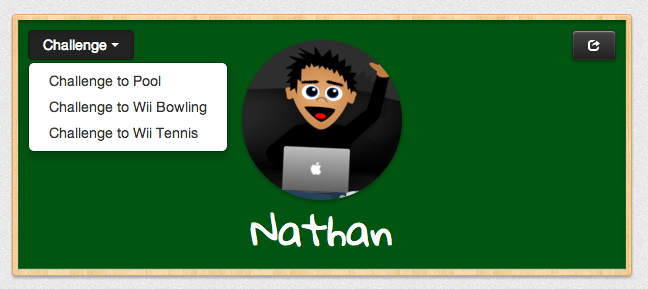 Challenge
Challenge to Pool
Challenge to Wii Bowling
Challenge to Wii Tennis
Nathan